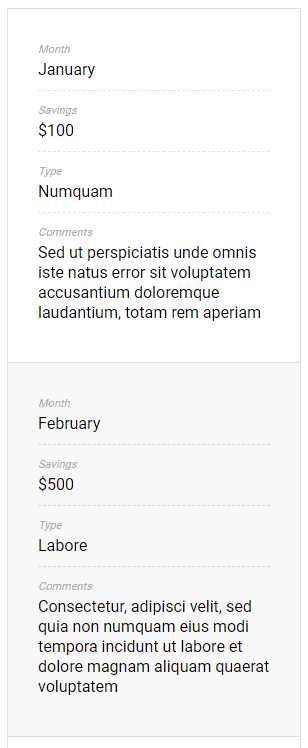 Month
January
Savings
$100
Type
Numquam
Comments
Sed ut perspiciatis unde omnis
iste natus error sit voluptatem
accusantium doloremque
laudantium, totam rem aperiam
Month
February
Savings
$500
Type
Labore
Comments
Consectetur, adipisci velit, sed
quia non numquam eius modi
tempora incidunt ut labore et
dolore magnam aliquam quaerat
voluptatem